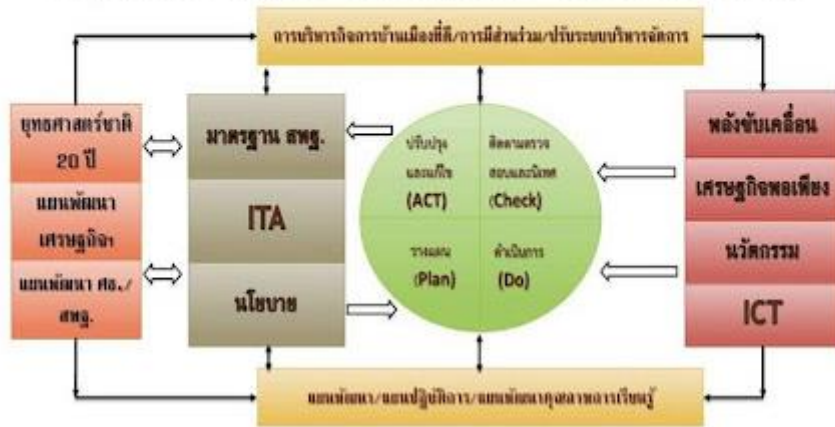 การบริหารกิจการบ้านเมืองที่ดี/การมีส่วนร่วม/ปรับระบบบริหารจัดการ
ยุทธศาสตร์ชาติ
20 ปี
แผนพัฒนา
เศรษฐกิจฯ
แผนพัฒนา ศธ./
สพฐ.
มาตรฐาน สพฐ.
ITA
นโยบาย
ปรับปรุง
และแก้ไข
(ACT)
ติดตามตรวจ
สอบและนิเทศ
(Check)
วางแผน
(Plan)
ดำเนินการ
(Do)
พลังขับเคลื่อน
เศรษฐกิจพอเพียง
นวัตกรรม
ICT
แผนพัฒนา/แผนปฏิบัติการ/แผนพัฒนาคุณภาพการเรียนรู้